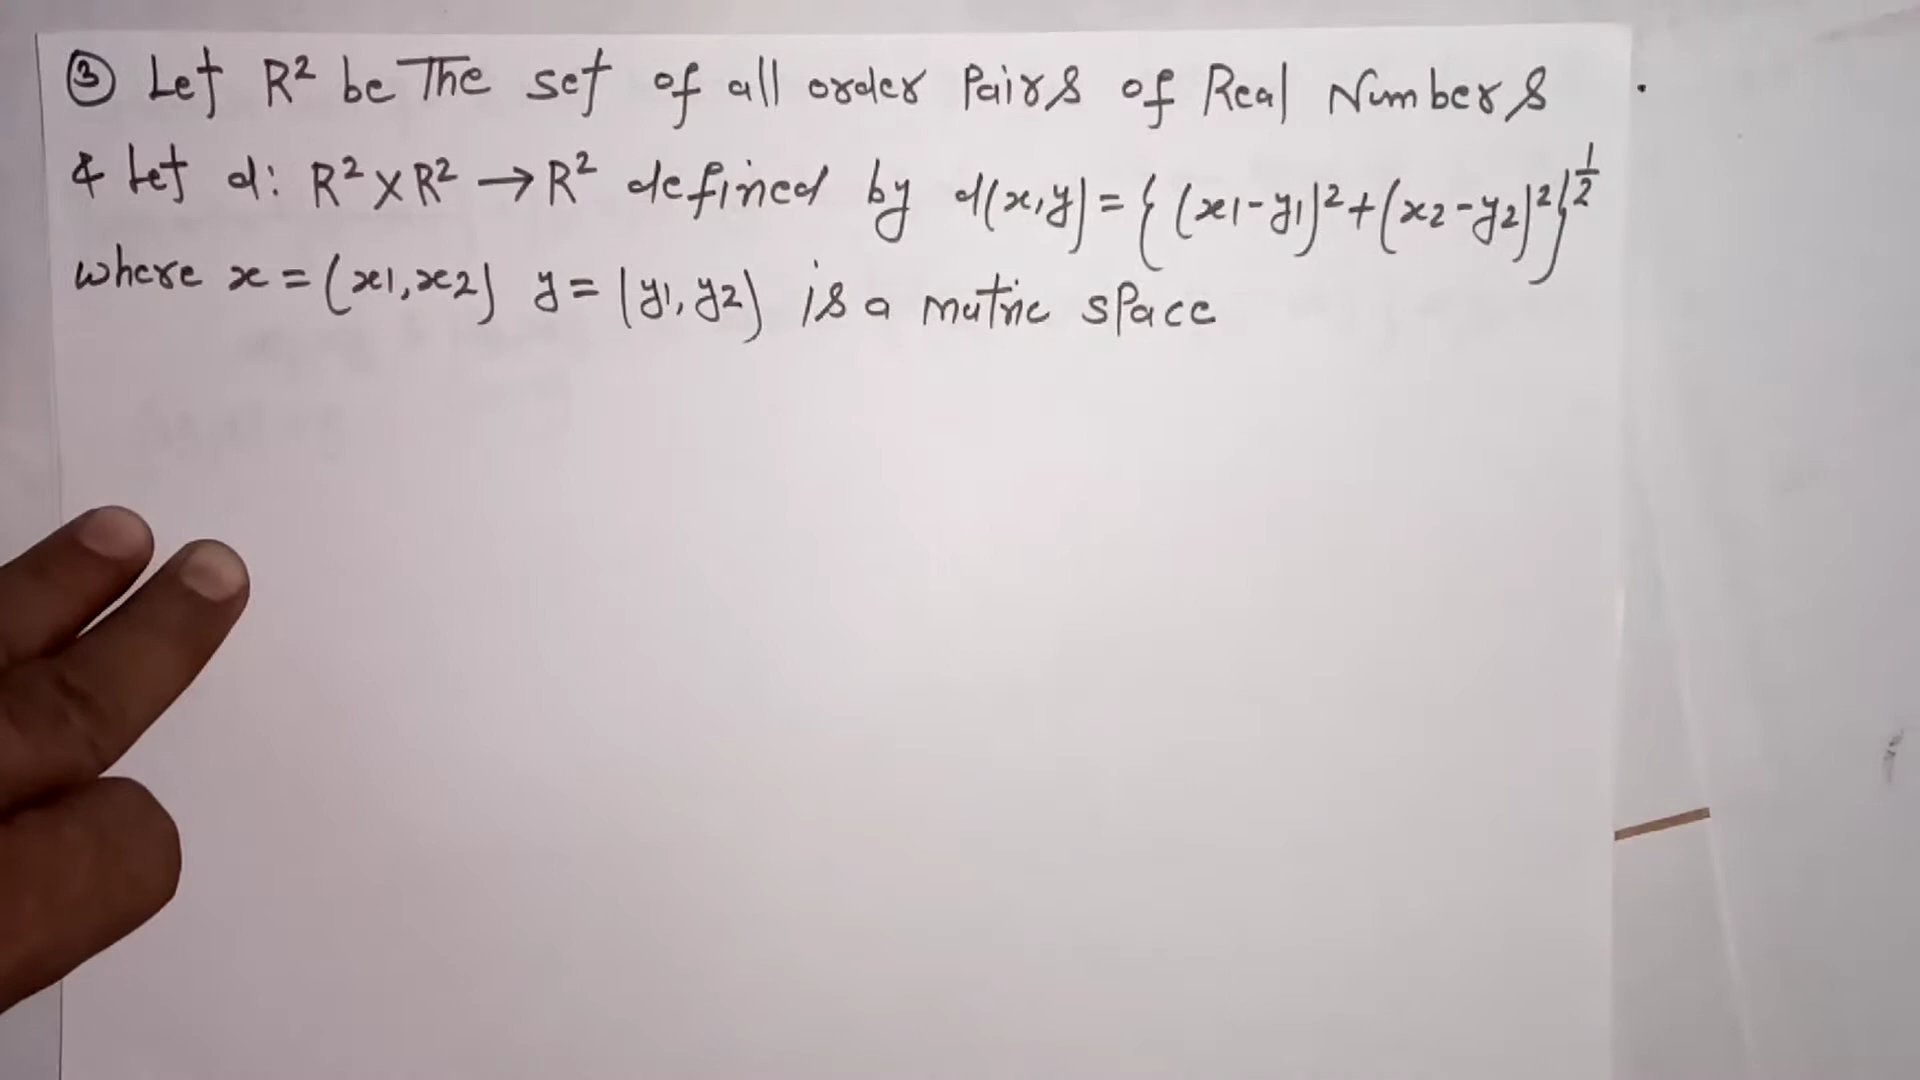 ③ Let R² be The set of all order Pairs of Real Numbers
& Let d: R² × R² → R² defined by d(x,y) = {(x1-y1)²+(x2-y2)²}^1/2
where x = (x1,x2) y = (y1,y2) is a metric space